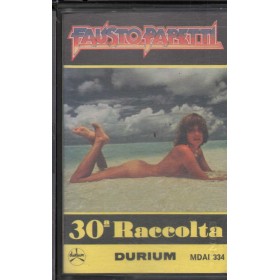 FAUSTO PAPETTI
30ª Raccolta
DURIUM
MDAI 334